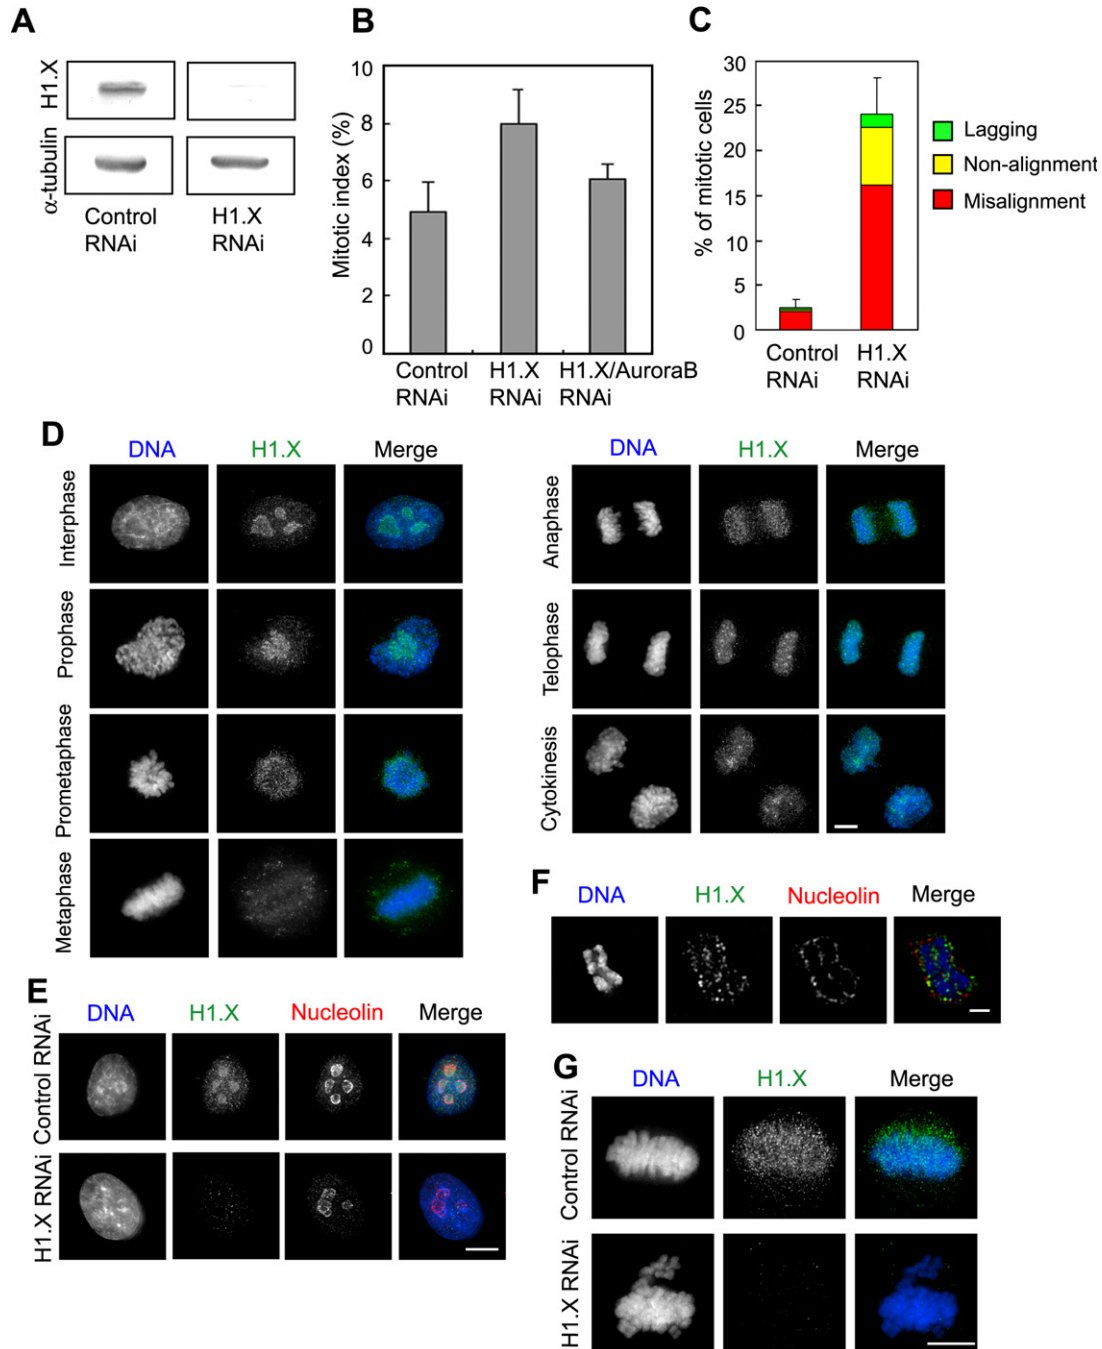 A
H1.X
α-tubulin
Control
RNAi
H1.X
RNAi
B
Mitotic index (%)
10
8
6
4
2
0
Control
RNAi
H1.X
RNAi
H1.X/AuroraB
RNAi
C
% of mitotic cells
30
25
20
15
10
5
0
Control
RNAi
H1.X
RNAi
Lagging
Non-alignment
Misalignment
D
DNA
H1.X
Merge
Interphase
Prophase
Prometaphase
Metaphase
DNA
H1.X
Merge
Anaphase
Telophase
Cytokinesis
E
DNA
H1.X
Nucleolin
Merge
Control RNAi
H1.X RNAi
F
DNA
H1.X
Nucleolin
Merge
G
DNA
H1.X
Merge
Control RNAi
H1.X RNAi